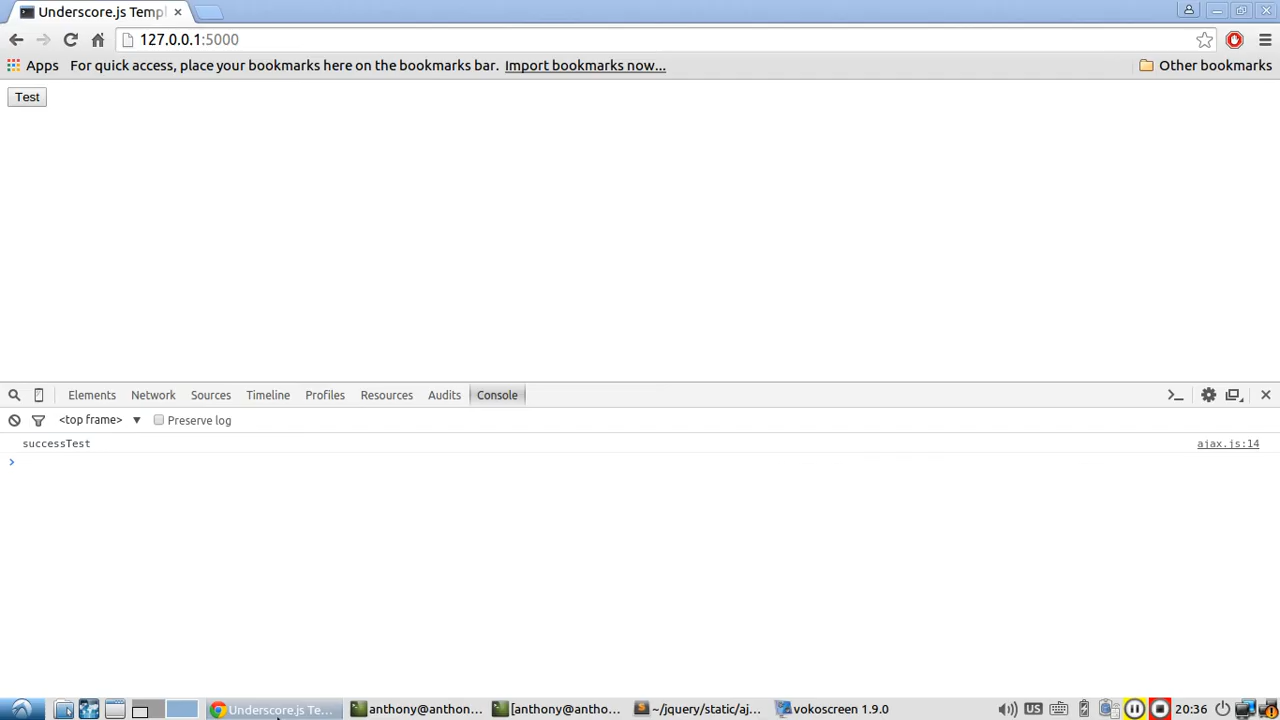 Underscore.js Templ
127.0.0.1:5000
Apps For quick access, place your bookmarks here on the bookmarks bar. Import bookmarks now... Other bookmarks
Test
Elements Network Sources Timeline Profiles Resources Audits Console
<top frame> Preserve log
successTest ajax.js:14
Underscore.js Te... anthony@anthon... [anthony@antho... ~/jquery/static/aj... vokoscreen 1.9.0 US 20:36